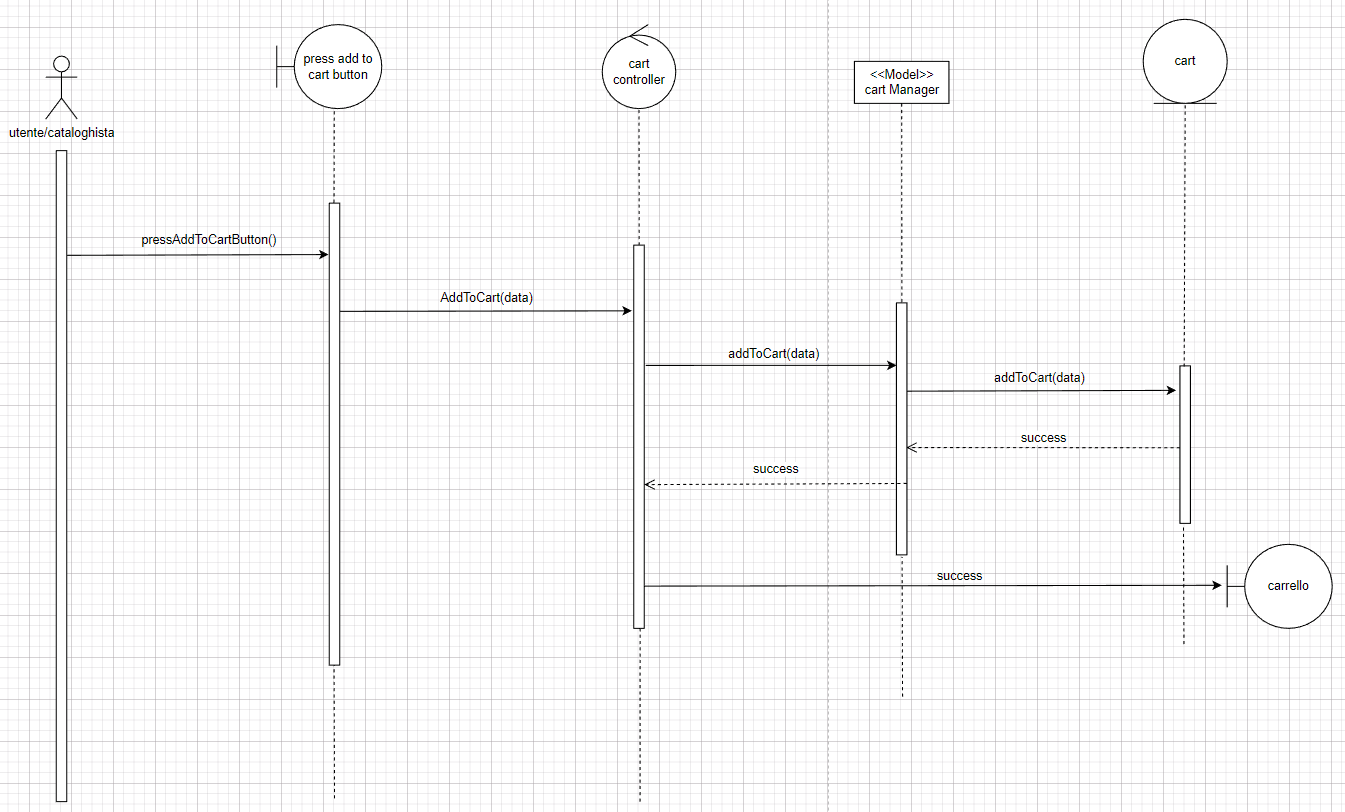 press add to
cart button
cart
controller
<<Model>>
cart Manager
cart
utente/cataloghista
pressAddToCartButton()
AddToCart(data)
addToCart(data)
addToCart(data)
success
success
success
carrello